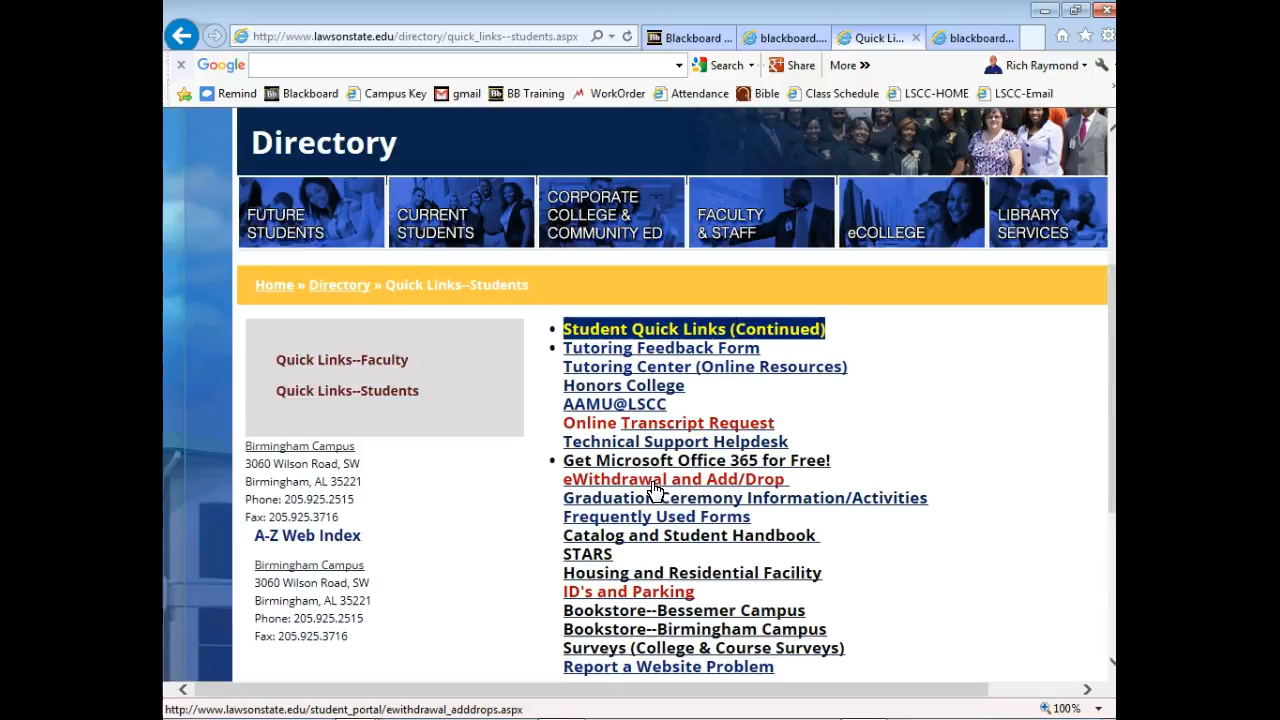 http://www.lawsonstate.edu/directory/quick_links--students.aspx
Blackboard ...
blackboard....
Quick Li...
blackboard....
Google
Search
Share
More »
Rich Raymond
Remind
Blackboard
Campus Key
gmail
BB Training
WorkOrder
Attendance
Bible
Class Schedule
LSCC-HOME
LSCC-Email
Directory
FUTURE
STUDENTS
CURRENT
STUDENTS
CORPORATE
COLLEGE &
COMMUNITY ED
FACULTY
& STAFF
eCOLLEGE
LIBRARY
SERVICES
Home » Directory » Quick Links--Students
Quick Links--Faculty
Quick Links--Students
Birmingham Campus
3060 Wilson Road, SW
Birmingham, AL 35221
Phone: 205.925.2515
Fax: 205.925.3716
A-Z Web Index
Birmingham Campus
3060 Wilson Road, SW
Birmingham, AL 35221
Phone: 205.925.2515
Fax: 205.925.3716
• Student Quick Links (Continued)
• Tutoring Feedback Form
Tutoring Center (Online Resources)
Honors College
AAMU@LSCC
Online Transcript Request
Technical Support Helpdesk
• Get Microsoft Office 365 for Free!
eWithdrawal and Add/Drop
Graduation Ceremony Information/Activities
Frequently Used Forms
Catalog and Student Handbook
STARS
Housing and Residential Facility
ID's and Parking
Bookstore--Bessemer Campus
Bookstore--Birmingham Campus
Surveys (College & Course Surveys)
Report a Website Problem
http://www.lawsonstate.edu/student_portal/ewithdrawal_adddrops.aspx
100%